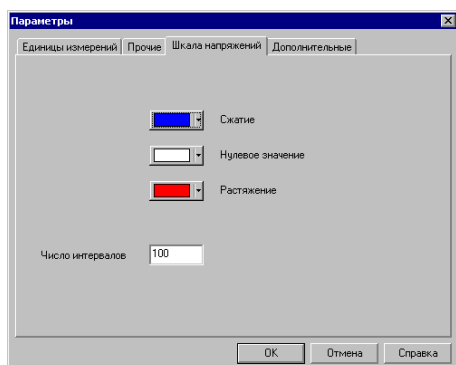 Параметры
Единицы измерений Прочие Шкала напряжений Дополнительные
Сжатие
Нулевое значение
Растяжение
Число интервалов 100
OK Отмена Справка